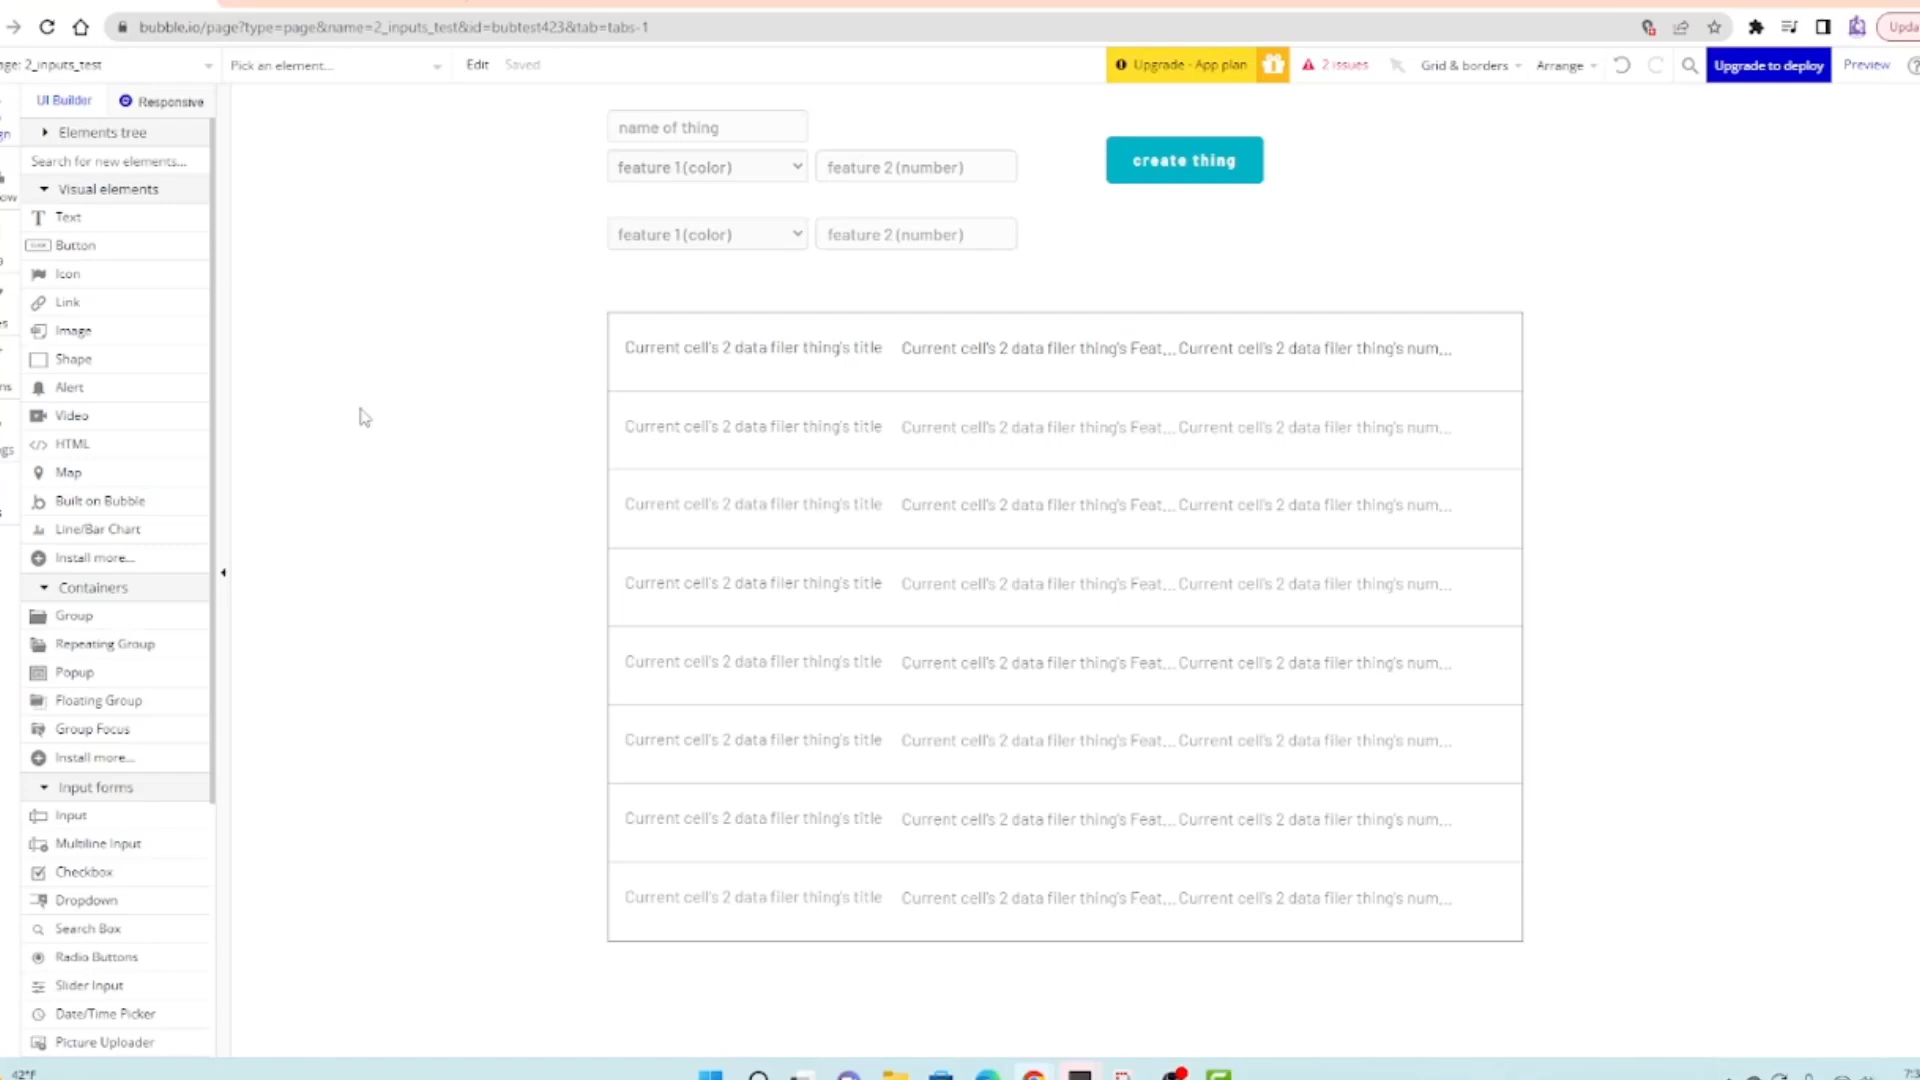 bubble.io/page?type=page&name=2_inputs_test&id=bubtest423&tab=tabs-1
Upda
age: 2_inputs_test
Pick an element...
Edit
Saved
Upgrade - App plan
2 issues
Grid & borders
Arrange
Upgrade to deploy
Preview
UI Builder
Responsive
Elements tree
Search for new elements...
Visual elements
Text
Button
Icon
Link
Image
Shape
Alert
Video
HTML
Map
Built on Bubble
Line/Bar Chart
Install more...
Containers
Group
Repeating Group
Popup
Floating Group
Group Focus
Install more...
Input forms
Input
Multiline Input
Checkbox
Dropdown
Search Box
Radio Buttons
Slider Input
Date/Time Picker
Picture Uploader
name of thing
feature 1(color)
feature 2 (number)
create thing
feature 1(color)
feature 2 (number)
Current cell's 2 data filer thing's title Current cell's 2 data filer thing's Feat... Current cell's 2 data filer thing's num...
Current cell's 2 data filer thing's title Current cell's 2 data filer thing's Feat... Current cell's 2 data filer thing's num...
Current cell's 2 data filer thing's title Current cell's 2 data filer thing's Feat... Current cell's 2 data filer thing's num...
Current cell's 2 data filer thing's title Current cell's 2 data filer thing's Feat... Current cell's 2 data filer thing's num...
Current cell's 2 data filer thing's title Current cell's 2 data filer thing's Feat... Current cell's 2 data filer thing's num...
Current cell's 2 data filer thing's title Current cell's 2 data filer thing's Feat... Current cell's 2 data filer thing's num...
Current cell's 2 data filer thing's title Current cell's 2 data filer thing's Feat... Current cell's 2 data filer thing's num...
Current cell's 2 data filer thing's title Current cell's 2 data filer thing's Feat... Current cell's 2 data filer thing's num...
42°F